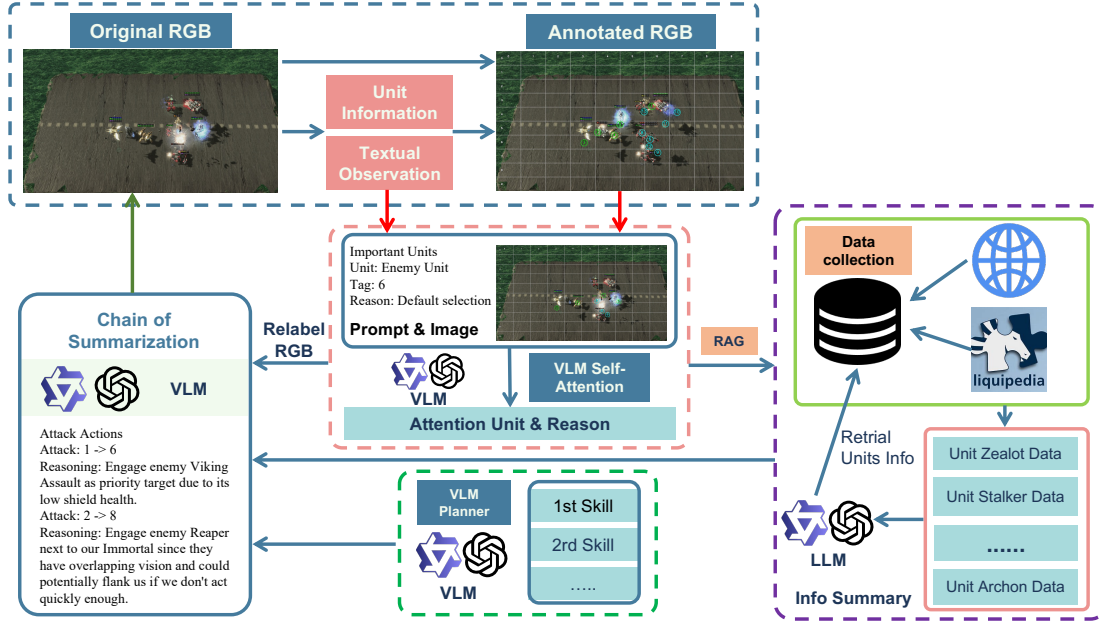 Original RGB
Annotated RGB
Unit
Information
Textual
Observation
Important Units
Unit: Enemy Unit
Tag: 6
Reason: Default selection
Prompt & Image
VLM
VLM Self-
Attention
Attention Unit & Reason
Relabel
RGB
RAG
Chain of
Summarization
VLM
Attack Actions
Attack: 1 -> 6
Reasoning: Engage enemy Viking
Assault as priority target due to its
low shield health.
Attack: 2 -> 8
Reasoning: Engage enemy Reaper
next to our Immortal since they
have overlapping vision and could
potentially flank us if we don't act
quickly enough.
VLM
Planner
VLM
1st Skill
2rd Skill
.....
Data
collection
liquipedia
Retrial
Units Info
LLM
Info Summary
Unit Zealot Data
Unit Stalker Data
......
Unit Archon Data